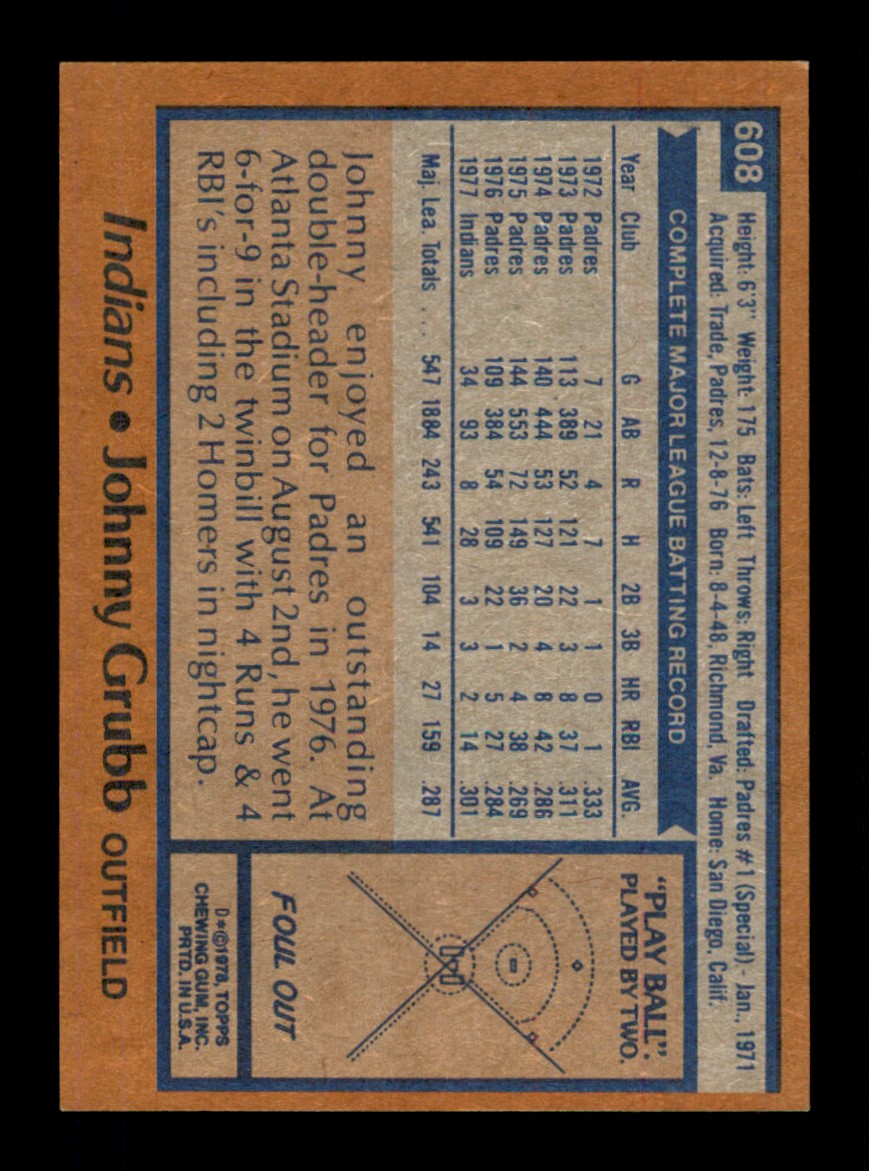 608
Height: 6'3" Weight: 175 Bats: Left Throws: Right Drafted: Padres #1 (Special) - Jan., 1971
Acquired: Trade, Padres, 12-8-76 Born: 8-4-48, Richmond, Va. Home: San Diego, Calif.
COMPLETE MAJOR LEAGUE BATTING RECORD
Year Club G AB R H 2B 3B HR RBI AVG.
1972 Padres 7 21 4 7 1 1 0 1 .333
1973 Padres 113 389 52 121 22 3 8 37 .311
1974 Padres 140 444 53 127 20 4 8 42 .286
1975 Padres 144 553 72 149 36 2 4 38 .269
1976 Padres 109 384 54 109 22 1 5 27 .284
1977 Indians 34 93 8 28 3 3 2 14 .301
Maj. Lea. Totals ... 547 1884 243 541 104 14 27 159 .287
Johnny enjoyed an outstanding
double-header for Padres in 1976. At
Atlanta Stadium on August 2nd, he went
6-for-9 in the twinbill with 4 Runs & 4
RBI's including 2 Homers in nightcap.
"PLAY BALL":
PLAYED BY TWO.
FOUL OUT
D*©1978, TOPPS
CHEWING GUM, INC.
PRTD. IN U.S.A.
Indians • Johnny Grubb OUTFIELD